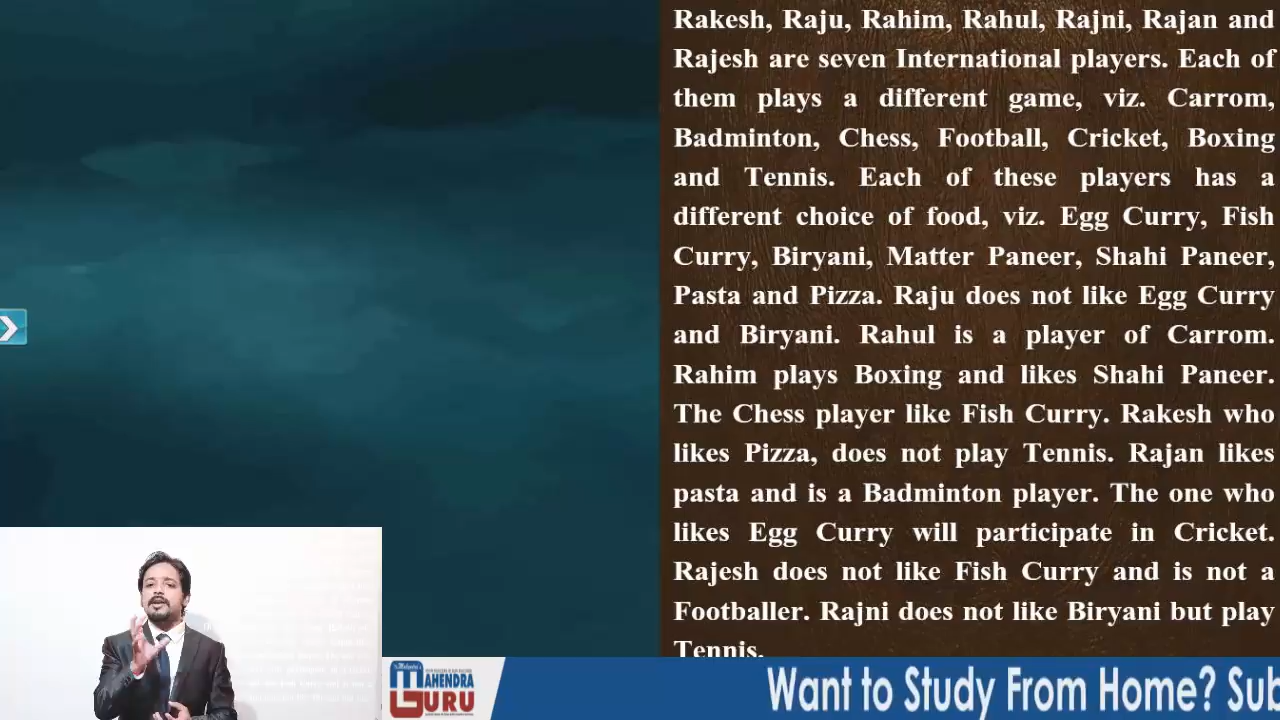 Rakesh, Raju, Rahim, Rahul, Rajni, Rajan and
Rajesh are seven International players. Each of
them plays a different game, viz. Carrom,
Badminton, Chess, Football, Cricket, Boxing
and Tennis. Each of these players has a
different choice of food, viz. Egg Curry, Fish
Curry, Biryani, Matter Paneer, Shahi Paneer,
Pasta and Pizza. Raju does not like Egg Curry
and Biryani. Rahul is a player of Carrom.
Rahim plays Boxing and likes Shahi Paneer.
The Chess player like Fish Curry. Rakesh who
likes Pizza, does not play Tennis. Rajan likes
pasta and is a Badminton player. The one who
likes Egg Curry will participate in Cricket.
Rajesh does not like Fish Curry and is not a
Footballer. Rajni does not like Biryani but play
Tennis.
MAHENDRA
GURU
Want to Study From Home? Sub